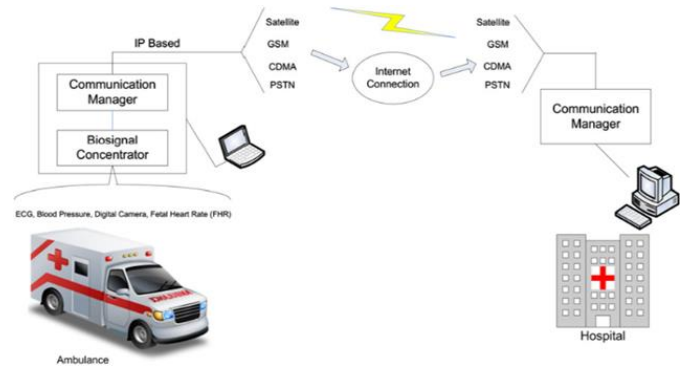 IP Based
Satellite
GSM
CDMA
PSTN
Internet
Connection
Satellite
GSM
CDMA
PSTN
Communication
Manager
Biosignal
Concentrator
Communication
Manager
ECG, Blood Pressure, Digital Camera, Fetal Heart Rate (FHR)
Ambulance
Hospital